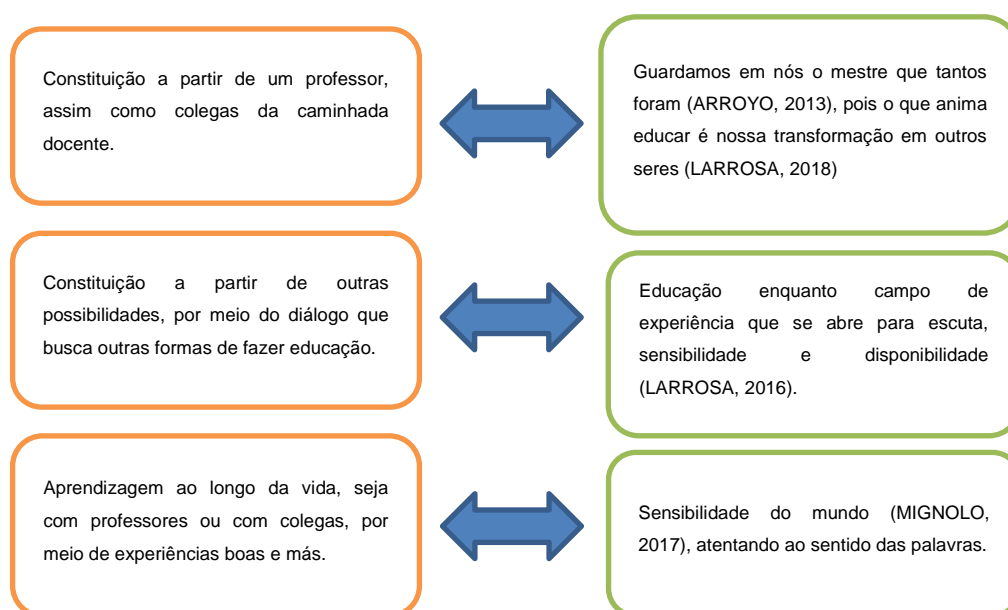 Constituição a partir de um professor,
assim como colegas da caminhada
docente.
Guardamos em nós o mestre que tantos
foram (ARROYO, 2013), pois o que anima
educar é nossa transformação em outros
seres (LARROSA, 2018)
Constituição a partir de outras
possibilidades, por meio do diálogo que
busca outras formas de fazer educação.
Educação enquanto campo de
experiência que se abre para escuta,
sensibilidade e disponibilidade
(LARROSA, 2016).
Aprendizagem ao longo da vida, seja
com professores ou com colegas, por
meio de experiências boas e más.
Sensibilidade do mundo (MIGNOLO,
2017), atentando ao sentido das palavras.